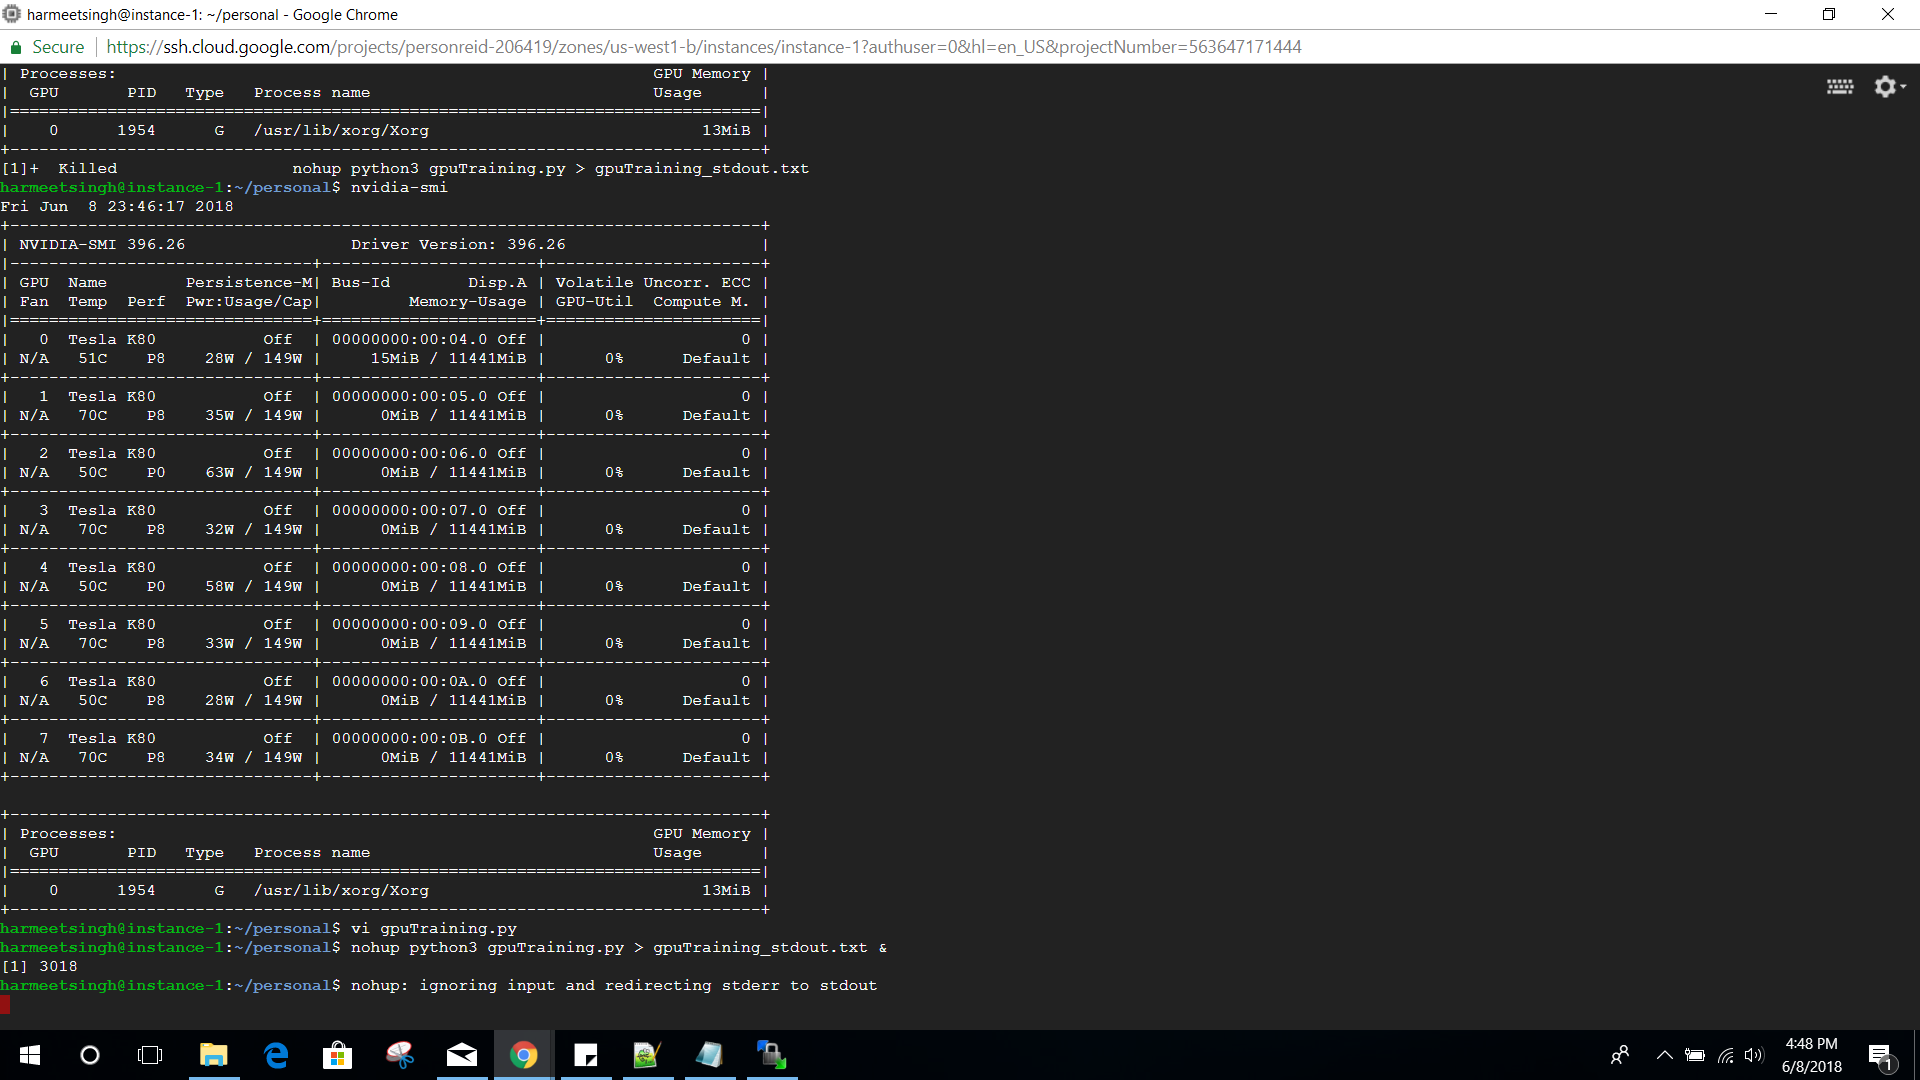 harmeetsingh@instance-1: ~/personal - Google Chrome
Secure | https://ssh.cloud.google.com/projects/personreid-206419/zones/us-west1-b/instances/instance-1?authuser=0&hl=en_US&projectNumber=563647171444
| Processes:                                                       GPU Memory |
|  GPU       PID   Type   Process name                             Usage      |
|=============================================================================|
|    0      1954      G   /usr/lib/xorg/Xorg                            13MiB |
+-----------------------------------------------------------------------------+
[1]+  Killed                  nohup python3 gpuTraining.py > gpuTraining_stdout.txt
harmeetsingh@instance-1:~/personal$ nvidia-smi
Fri Jun  8 23:46:17 2018
+-----------------------------------------------------------------------------+
| NVIDIA-SMI 396.26                 Driver Version: 396.26                    |
|-------------------------------+----------------------+----------------------+
| GPU  Name        Persistence-M| Bus-Id        Disp.A | Volatile Uncorr. ECC |
| Fan  Temp  Perf  Pwr:Usage/Cap|         Memory-Usage | GPU-Util  Compute M. |
|===============================+======================+======================|
|   0  Tesla K80           Off  | 00000000:00:04.0 Off |                    0 |
| N/A   51C    P8    28W / 149W |     15MiB / 11441MiB |      0%      Default |
+-------------------------------+----------------------+----------------------+
|   1  Tesla K80           Off  | 00000000:00:05.0 Off |                    0 |
| N/A   70C    P8    35W / 149W |      0MiB / 11441MiB |      0%      Default |
+-------------------------------+----------------------+----------------------+
|   2  Tesla K80           Off  | 00000000:00:06.0 Off |                    0 |
| N/A   50C    P0    63W / 149W |      0MiB / 11441MiB |      0%      Default |
+-------------------------------+----------------------+----------------------+
|   3  Tesla K80           Off  | 00000000:00:07.0 Off |                    0 |
| N/A   70C    P8    32W / 149W |      0MiB / 11441MiB |      0%      Default |
+-------------------------------+----------------------+----------------------+
|   4  Tesla K80           Off  | 00000000:00:08.0 Off |                    0 |
| N/A   50C    P0    58W / 149W |      0MiB / 11441MiB |      0%      Default |
+-------------------------------+----------------------+----------------------+
|   5  Tesla K80           Off  | 00000000:00:09.0 Off |                    0 |
| N/A   70C    P8    33W / 149W |      0MiB / 11441MiB |      0%      Default |
+-------------------------------+----------------------+----------------------+
|   6  Tesla K80           Off  | 00000000:00:0A.0 Off |                    0 |
| N/A   50C    P8    28W / 149W |      0MiB / 11441MiB |      0%      Default |
+-------------------------------+----------------------+----------------------+
|   7  Tesla K80           Off  | 00000000:00:0B.0 Off |                    0 |
| N/A   70C    P8    34W / 149W |      0MiB / 11441MiB |      0%      Default |
+-------------------------------+----------------------+----------------------+
+-----------------------------------------------------------------------------+
| Processes:                                                       GPU Memory |
|  GPU       PID   Type   Process name                             Usage      |
|=============================================================================|
|    0      1954      G   /usr/lib/xorg/Xorg                            13MiB |
+-----------------------------------------------------------------------------+
harmeetsingh@instance-1:~/personal$ vi gpuTraining.py
harmeetsingh@instance-1:~/personal$ nohup python3 gpuTraining.py > gpuTraining_stdout.txt &
[1] 3018
harmeetsingh@instance-1:~/personal$ nohup: ignoring input and redirecting stderr to stdout
4:48 PM
6/8/2018
1